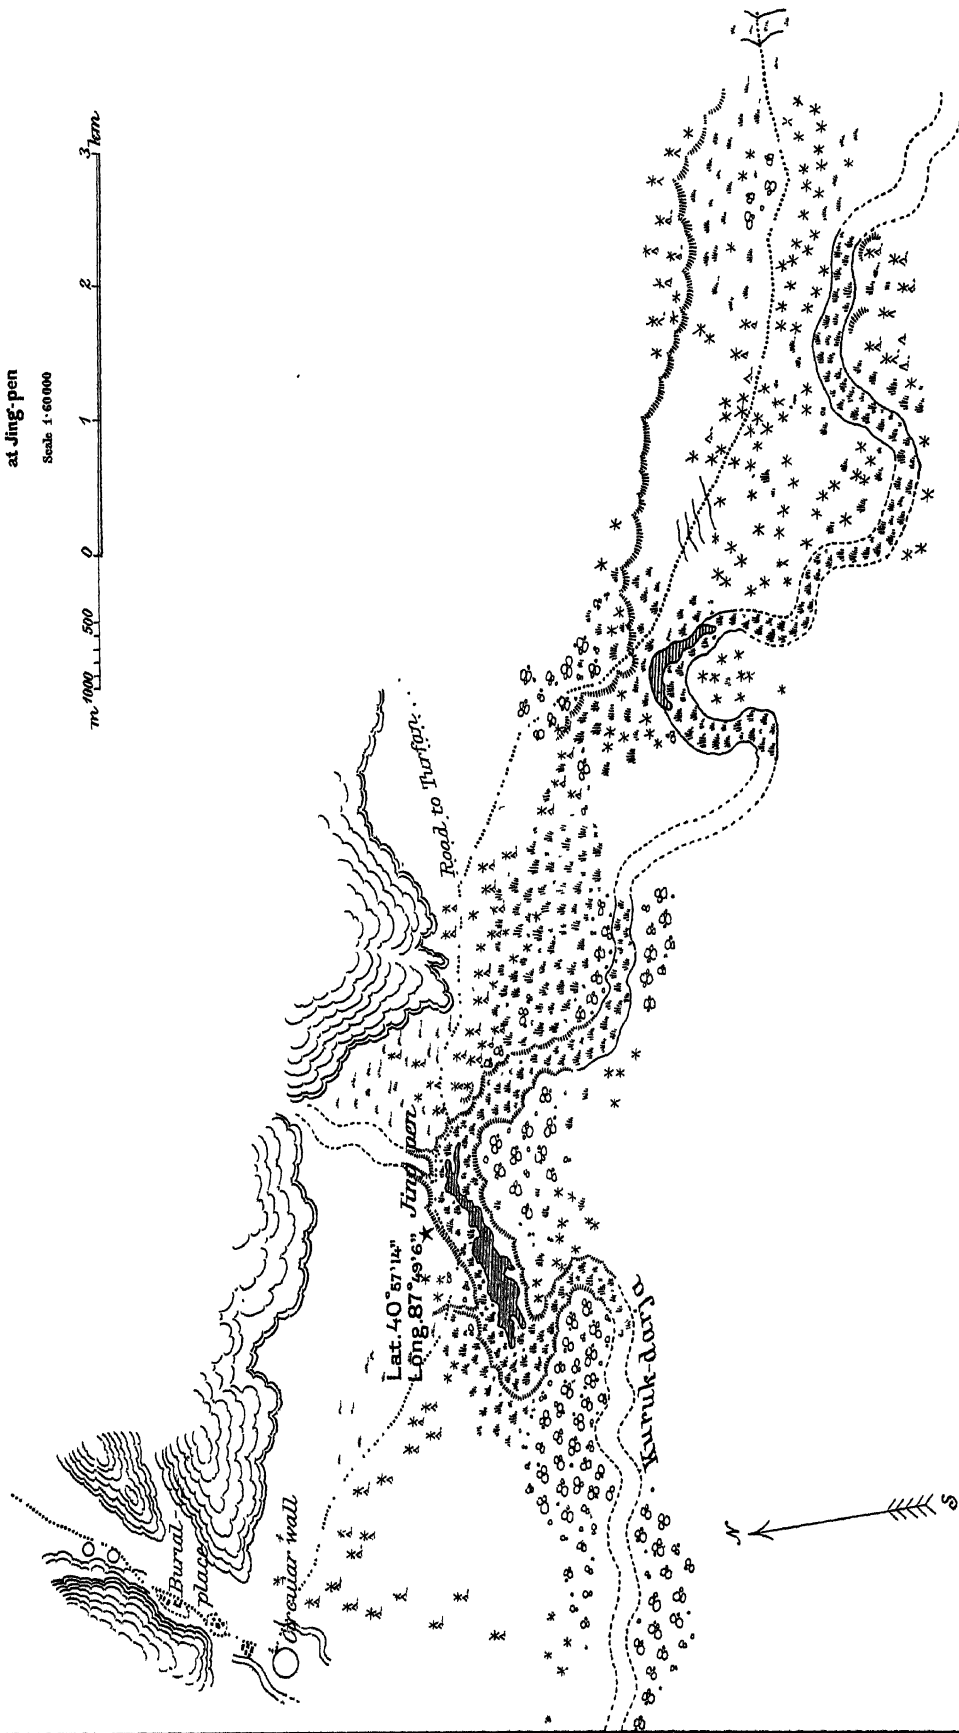 at Jing-pen
Scale 1:60000
m 1000 500 0 1 2 3 km
Road to Turfan
Burial
place
Circular wall
Lat. 40°57'14"
Long. 87°49'6"
Jing pen
Kuruk-darja
N
S